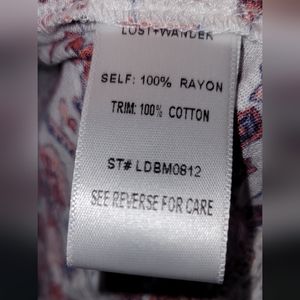 LOST+WANDER
SELF: 100% RAYON
TRIM: 100% COTTON
ST# LDBM0812
SEE REVERSE FOR CARE